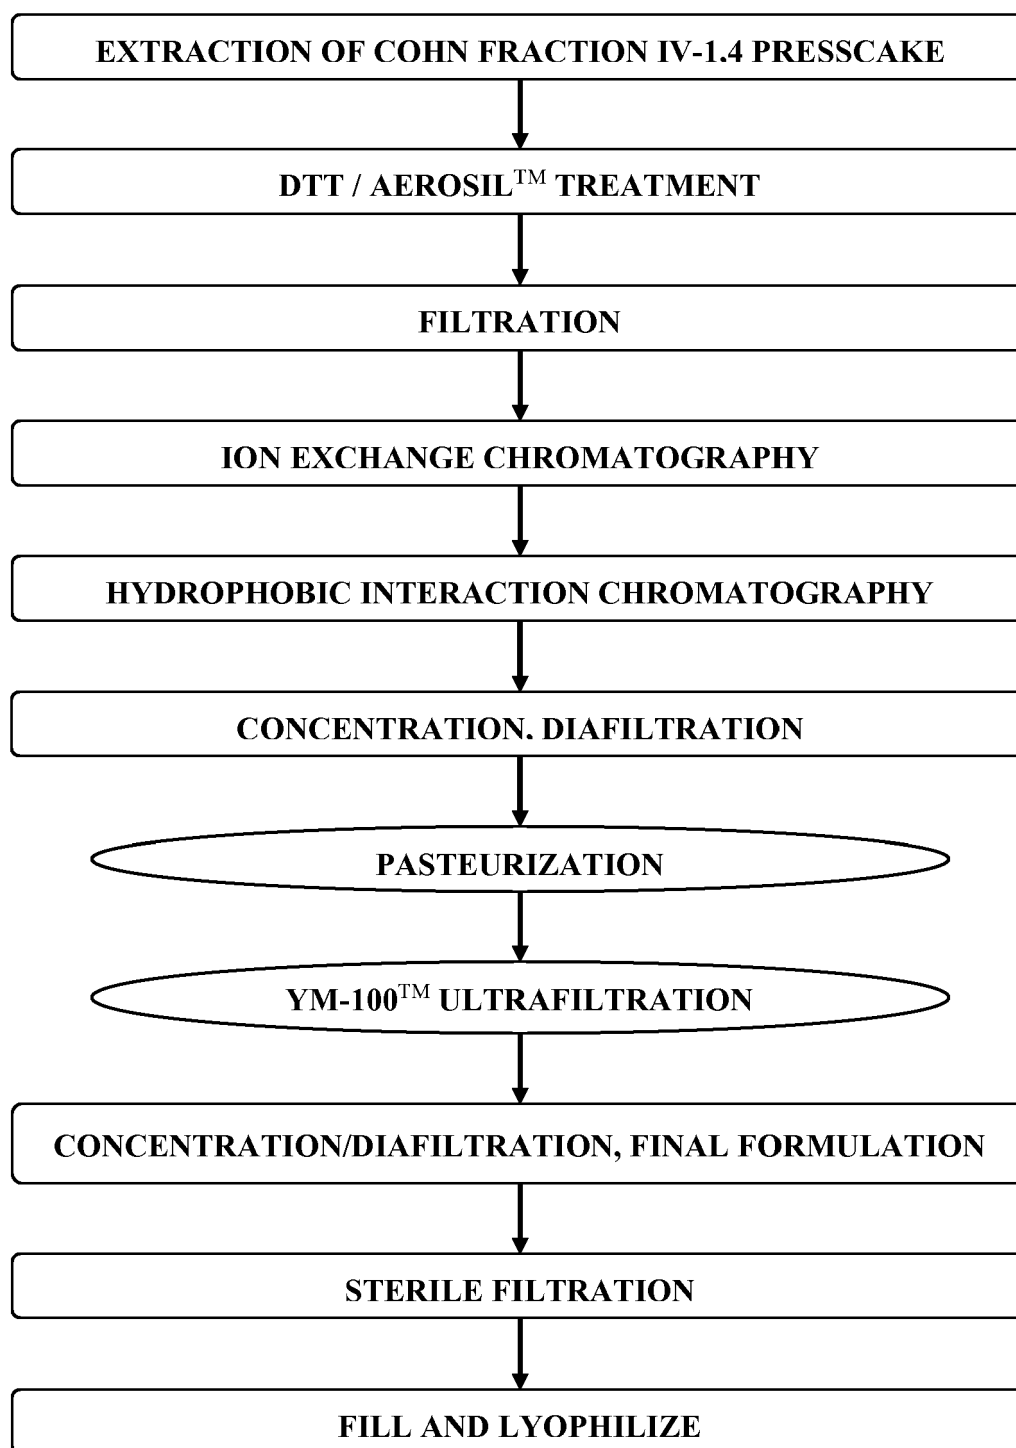 EXTRACTION OF COHN FRACTION IV-1.4 PRESSCAKE
DTT / AEROSIL™ TREATMENT
FILTRATION
ION EXCHANGE CHROMATOGRAPHY
HYDROPHOBIC INTERACTION CHROMATOGRAPHY
CONCENTRATION. DIAFILTRATION
PASTEURIZATION
YM-100™ ULTRAFILTRATION
CONCENTRATION/DIAFILTRATION, FINAL FORMULATION
STERILE FILTRATION
FILL AND LYOPHILIZE